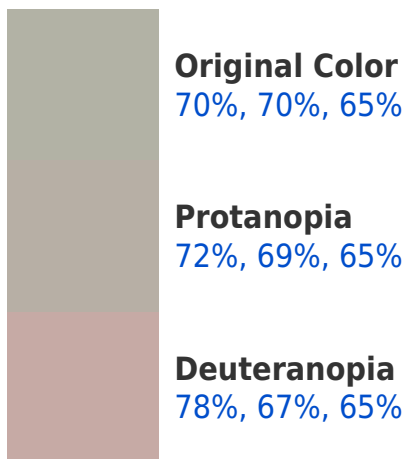 Original Color
70%, 70%, 65%
Protanopia
72%, 69%, 65%
Deuteranopia
78%, 67%, 65%